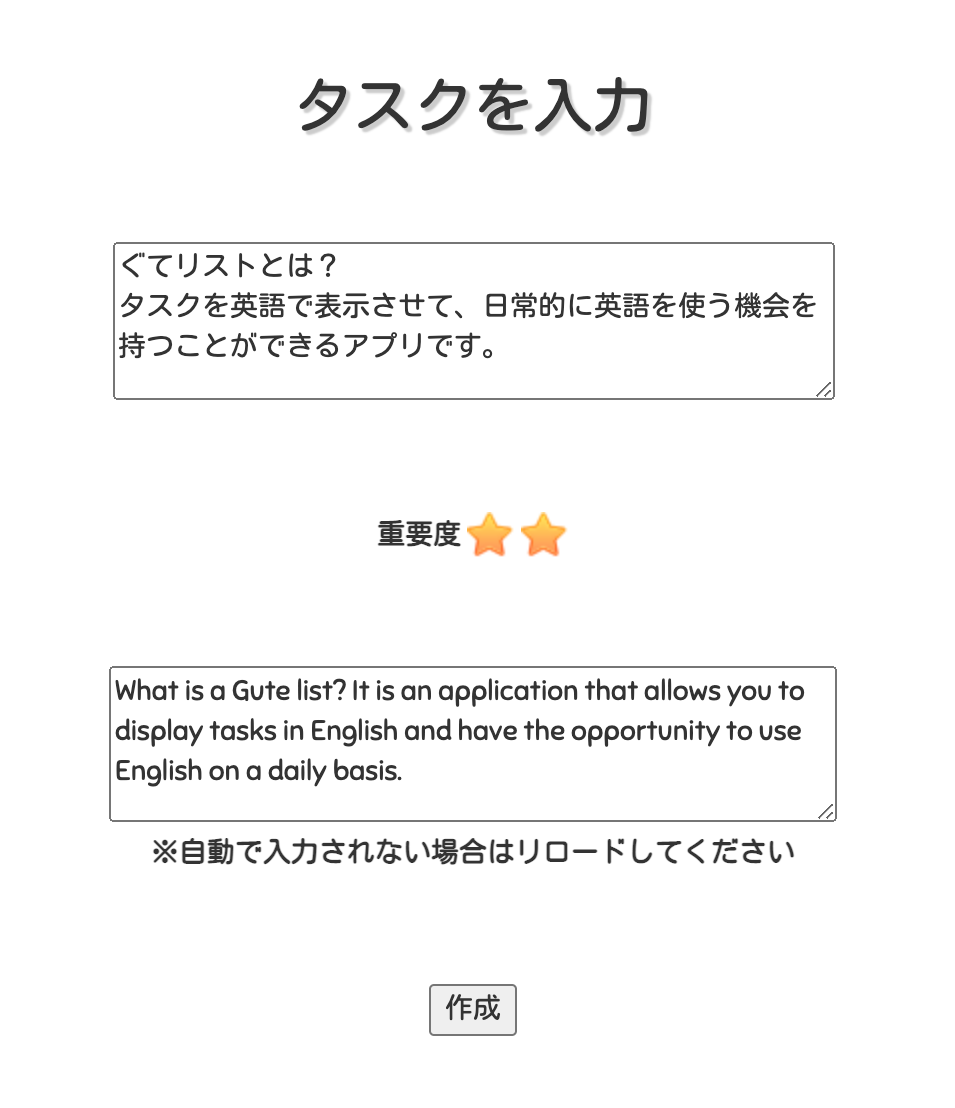 タスクを入力
ぐてリストとは？
タスクを英語で表示させて、日常的に英語を使う機会を
持つことができるアプリです。
重要度
What is a Gute list? It is an application that allows you to
display tasks in English and have the opportunity to use
English on a daily basis.
※自動で入力されない場合はリロードしてください
作成